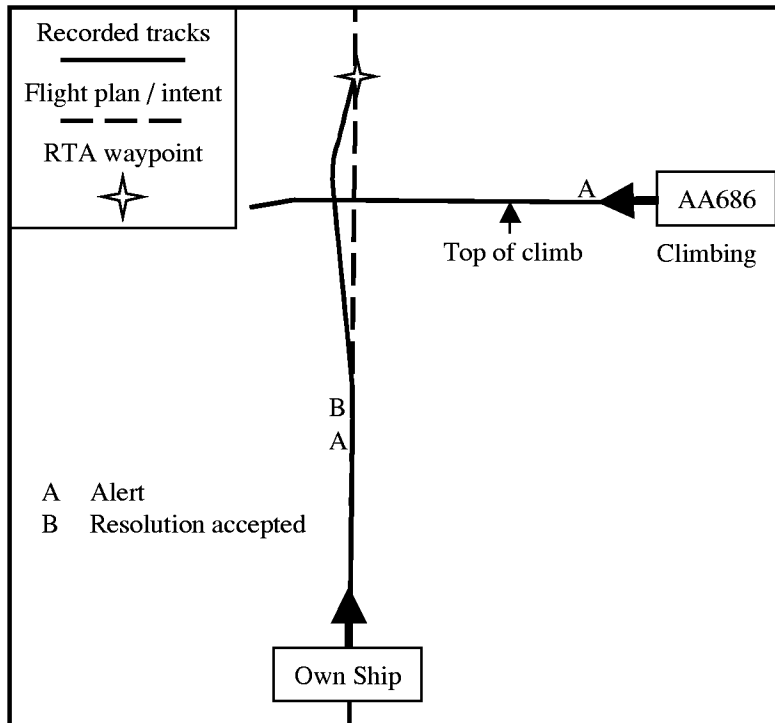 Recorded tracks
Flight plan / intent
RTA waypoint
A
AA686
Top of climb
Climbing
B
A
A Alert
B Resolution accepted
Own Ship